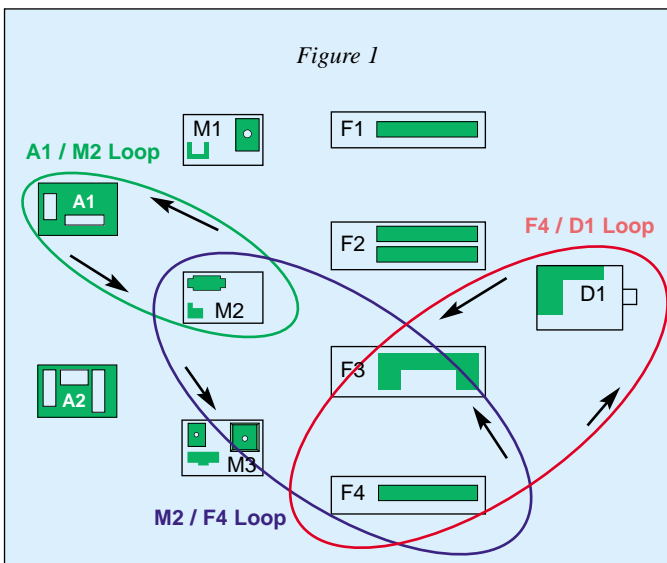 Figure 1
M1
F1
A1 / M2 Loop
A1
F2
F4 / D1 Loop
M2
D1
F3
A2
M3
F4
M2 / F4 Loop